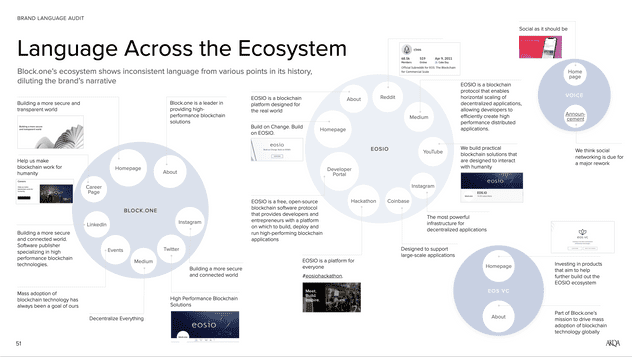 BRAND LANGUAGE AUDIT
Language Across the Ecosystem
Block.one's ecosystem shows inconsistent language from various points in its history,
diluting the brand's narrative
Building a more secure and
transparent world
Help us make
blockchain work for
humanity
Building a more secure
and connected world.
Software publisher
specializing in high
performance blockchain
technologies.
Mass adoption of
blockchain technology has
always been a goal of ours
Decentralize Everything
Block.one is a leader in
providing high-
performance blockchain
solutions
Homepage
About
Career
Page
BLOCK.ONE
LinkedIn
Instagram
Events
Twitter
Medium
Building a more secure
and connected world
High Performance Blockchain
Solutions
eosio
EOSIO is a blockchain
platform designed for
the real world
Build on Change. Build
on EOSIO.
eosio
EOSIO is a free, open-source
blockchain software protocol
that provides developers and
entrepreneurs with a platform
on which to build, deploy and
run high-performing blockchain
applications
EOSIO is a platform for
everyone
#eosiohackathon
Meet.
Build.
About
Reddit
Medium
Homepage
EOSIO
YouTube
Developer
Portal
Instagram
Hackathon
Coinbase
EOSIO is a blockchain
protocol that enables
horizontal scaling of
decentralized applications,
allowing developers to
efficiently create high
performance distributed
applications.
We build practical
blockchain solutions that
are designed to interact
with humanity
eosio
The most powerful
infrastructure for
decentralized applications
Designed to support
large-scale applications
Social as it should be
Home
page
VOICE
Announ
cement
We think social
networking is due for
a major rework
Homepage
EOS VC
About
Investing in products
that aim to help
further build out the
EOSIO ecosystem
Part of Block.one's
mission to drive mass
adoption of blockchain
technology globally
51
AKQA